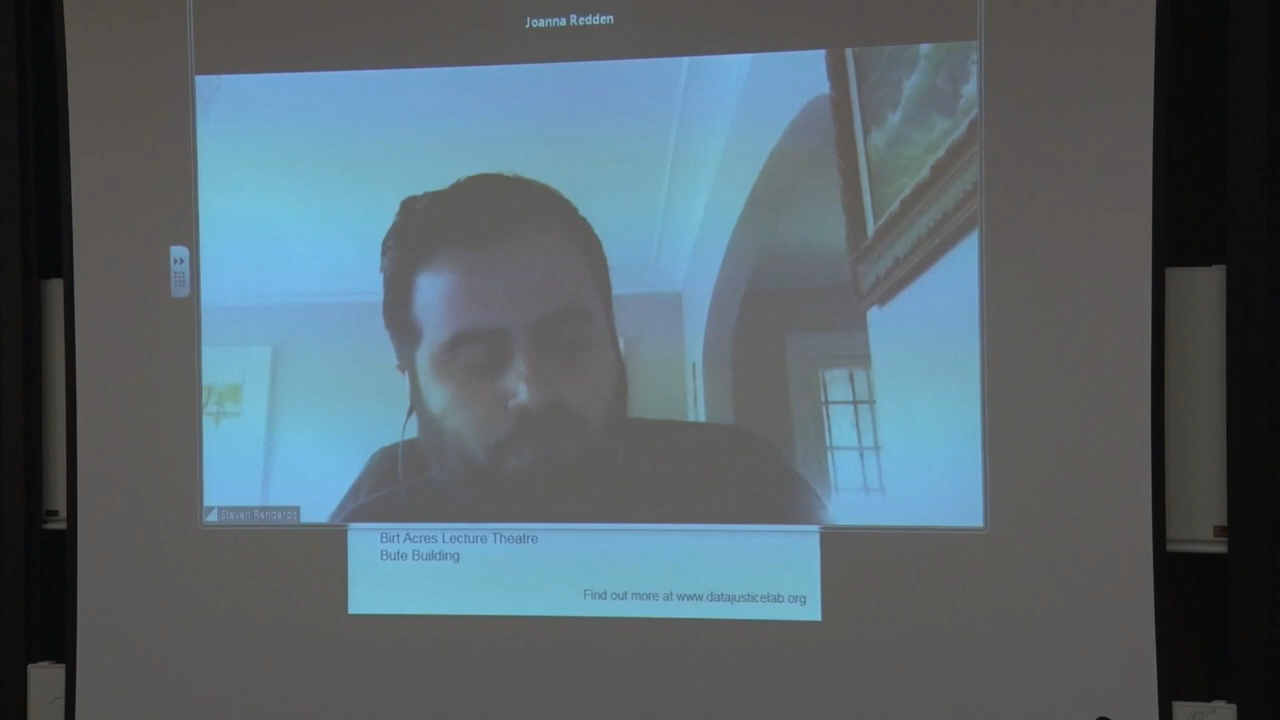 Joanna Redden
Steven Renderos
Birt Acres Lecture Theatre
Bute Building
Find out more at www.datajusticelab.org